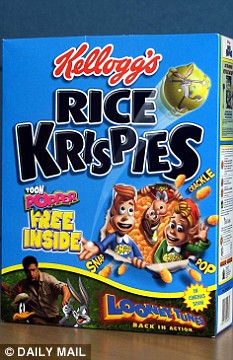 Kellogg's
RICE
KRISPIES
CRACKLE
TOON
POPPER
FREE
INSIDE
SNAP
POP
LOONEY TUNES
BACK IN ACTION
© DAILY MAIL